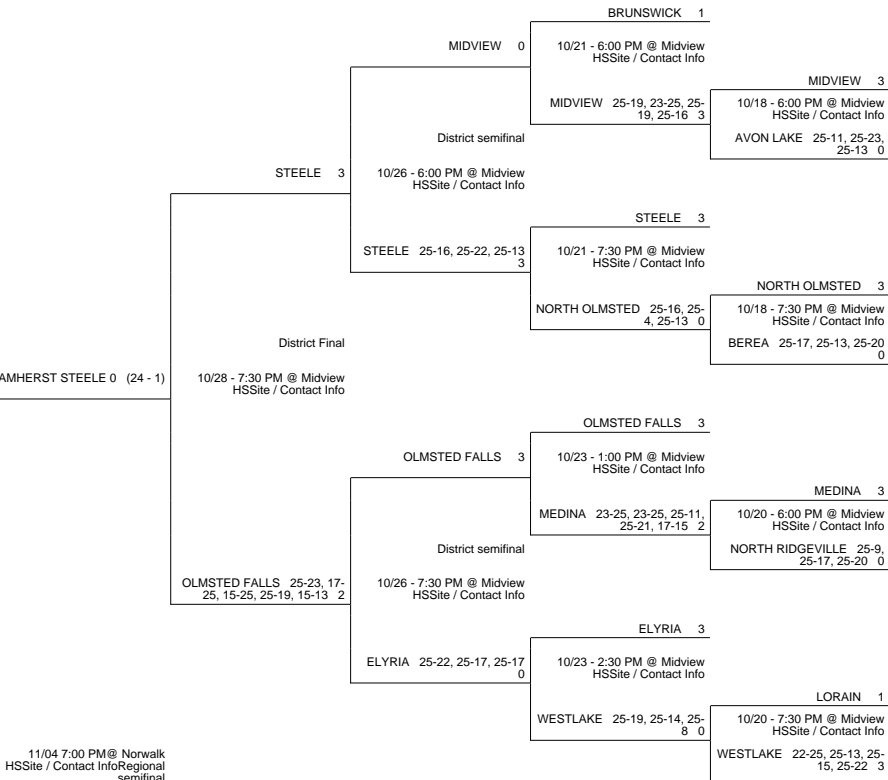 BRUNSWICK 1
MIDVIEW 0
10/21 - 6:00 PM @ Midview
HSSite / Contact Info
MIDVIEW 3
MIDVIEW 25-19, 23-25, 25-
19, 25-16 3
10/18 - 6:00 PM @ Midview
HSSite / Contact Info
District semifinal
AVON LAKE 25-11, 25-23,
25-13 0
STEELE 3
10/26 - 6:00 PM @ Midview
HSSite / Contact Info
STEELE 3
STEELE 25-16, 25-22, 25-13
3
10/21 - 7:30 PM @ Midview
HSSite / Contact Info
NORTH OLMSTED 3
NORTH OLMSTED 25-16, 25-
4, 25-13 0
10/18 - 7:30 PM @ Midview
HSSite / Contact Info
District Final
BEREA 25-17, 25-13, 25-20
0
AMHERST STEELE 0 (24 - 1)
10/28 - 7:30 PM @ Midview
HSSite / Contact Info
OLMSTED FALLS 3
OLMSTED FALLS 3
10/23 - 1:00 PM @ Midview
HSSite / Contact Info
MEDINA 3
MEDINA 23-25, 23-25, 25-11,
25-21, 17-15 2
10/20 - 6:00 PM @ Midview
HSSite / Contact Info
District semifinal
NORTH RIDGEVILLE 25-9,
25-17, 25-20 0
OLMSTED FALLS 25-23, 17-
25, 15-25, 25-19, 15-13 2
10/26 - 7:30 PM @ Midview
HSSite / Contact Info
ELYRIA 3
ELYRIA 25-22, 25-17, 25-17
0
10/23 - 2:30 PM @ Midview
HSSite / Contact Info
LORAIN 1
WESTLAKE 25-19, 25-14, 25-
8 0
10/20 - 7:30 PM @ Midview
HSSite / Contact Info
11/04 7:00 PM@ Norwalk
HSSite / Contact InfoRegional
semifinal
WESTLAKE 22-25, 25-13, 25-
15, 25-22 3